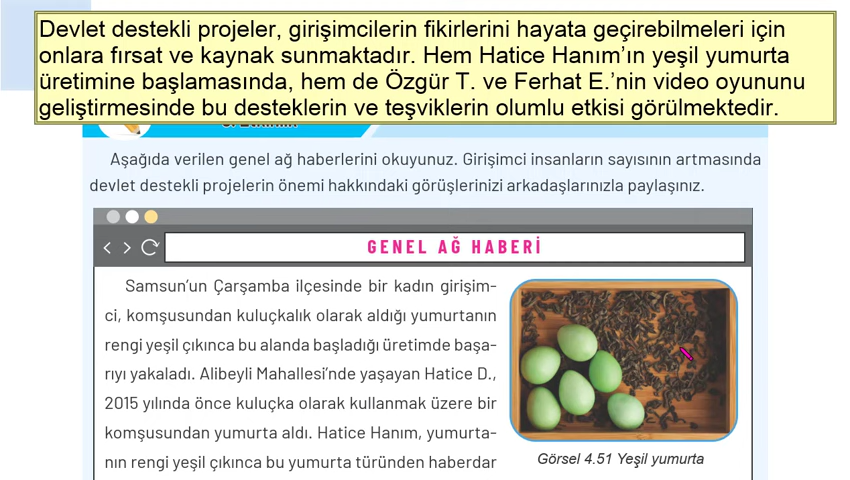 Devlet destekli projeler, girişimcilerin fikirlerini hayata geçirebilmeleri için
onlara fırsat ve kaynak sunmaktadır. Hem Hatice Hanım’ın yeşil yumurta
üretimine başlamasında, hem de Özgür T. ve Ferhat E.’nin video oyununu
geliştirmesinde bu desteklerin ve teşviklerin olumlu etkisi görülmektedir.
Aşağıda verilen genel ağ haberlerini okuyunuz. Girişimci insanların sayısının artmasında
devlet destekli projelerin önemi hakkındaki görüşlerinizi arkadaşlarınızla paylaşınız.
GENEL AĞ HABERİ
Samsun’un Çarşamba ilçesinde bir kadın girişim-
ci, komşusundan kuluçkalık olarak aldığı yumurtanın
rengi yeşil çıkınca bu alanda başladığı üretimde başa-
rıyı yakaladı. Alibeyli Mahallesi’nde yaşayan Hatice D.,
2015 yılında önce kuluçka olarak kullanmak üzere bir
komşusundan yumurta aldı. Hatice Hanım, yumurta-
nın rengi yeşil çıkınca bu yumurta türünden haberdar
Görsel 4.51 Yeşil yumurta